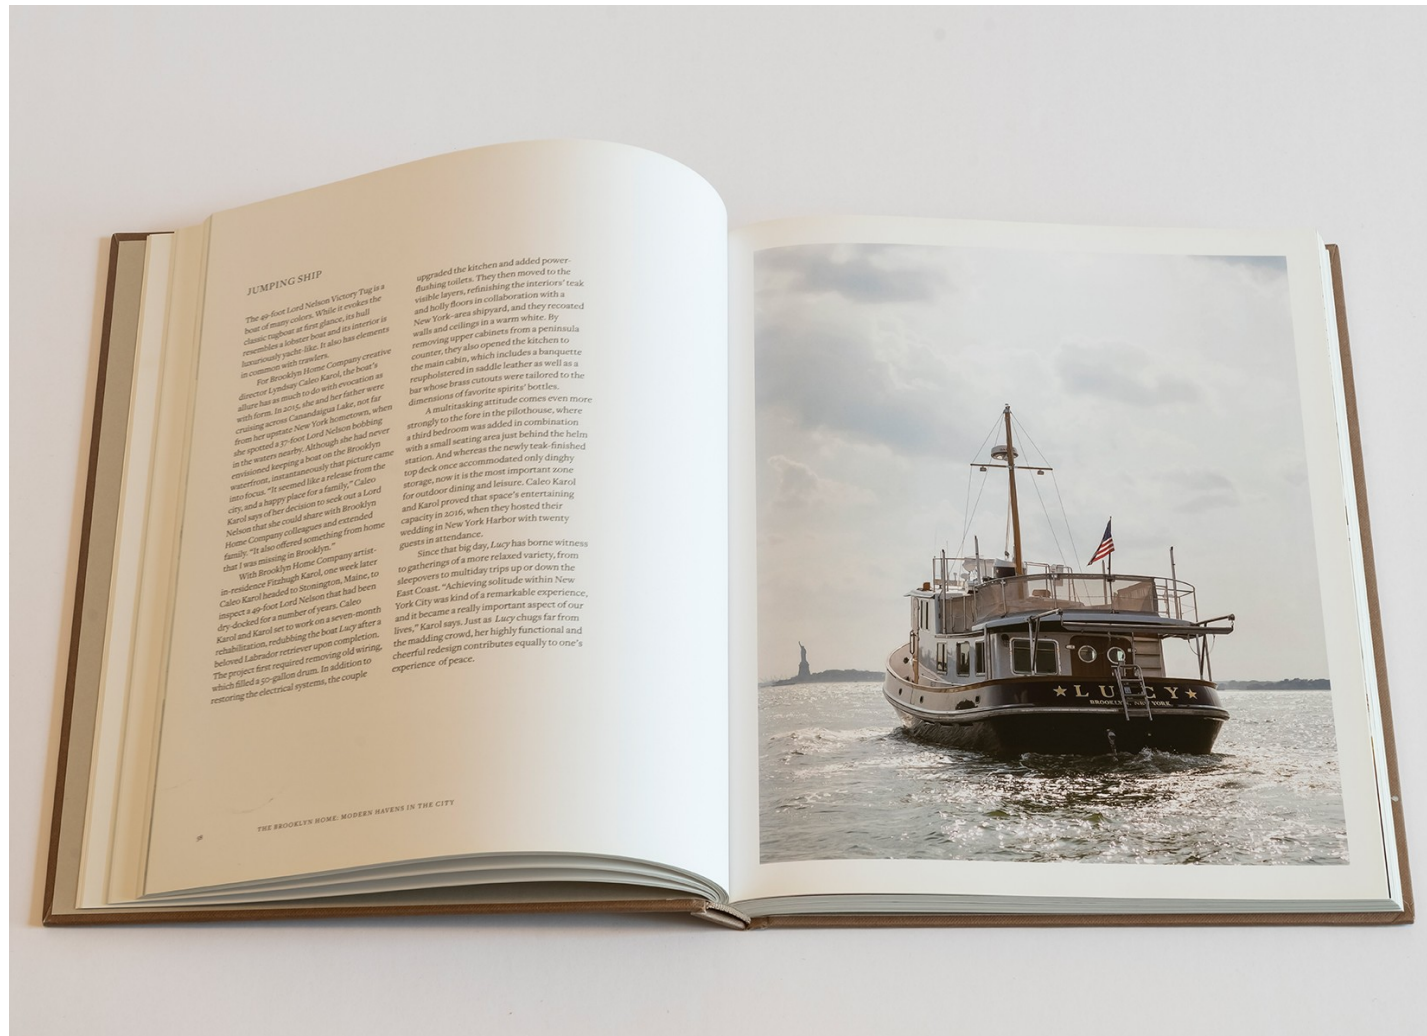 JUMPING SHIP
The 49-foot Lord Nelson Victory Tug is a
boat of many colors. While it evokes the
classic tugboat at first glance, its hull
resembles a lobster boat and its interior is
luxuriously yacht-like. It also has elements
in common with trawlers.
For Brooklyn Home Company creative
director Lyndsay Caleo Karol, the boat's
allure has as much to do with evocation as
with form. In 2015, she and her father were
cruising across Canandaigua Lake, not far
from her upstate New York hometown, when
she spotted a 37-foot Lord Nelson bobbing
in the waters nearby. Although she had never
envisioned keeping a boat on the Brooklyn
waterfront, instantaneously that picture came
into focus. "It seemed like a release from the
city, and a happy place for a family," Caleo
Karol says of her decision to seek out a Lord
Nelson that she could share with Brooklyn
Home Company colleagues and extended
family. "It also offered something from home
that I was missing in Brooklyn."
With Brooklyn Home Company artist-
in-residence Fitzhugh Karol, one week later
Caleo Karol headed to Stonington, Maine, to
inspect a 49-foot Lord Nelson that had been
dry-docked for a number of years. Caleo
Karol and Karol set to work on a seven-month
rehabilitation, redubbing the boat Lucy after a
beloved Labrador retriever upon completion.
The project first required removing old wiring,
which filled a 50-gallon drum. In addition to
restoring the electrical systems, the couple
upgraded the kitchen and added power-
flushing toilets. They then moved to the
visible layers, refinishing the interiors' teak
and holly floors in collaboration with a
New York-area shipyard, and they recoated
walls and ceilings in a warm white. By
removing upper cabinets from a peninsula
counter, they also opened the kitchen to
the main cabin, which includes a banquette
reupholstered in saddle leather as well as a
bar whose brass cutouts were tailored to the
dimensions of favorite spirits' bottles.
A multitasking attitude comes even more
strongly to the fore in the pilothouse, where
a third bedroom was added in combination
with a small seating area just behind the helm
station. And whereas the newly teak-finished
top deck once accommodated only dinghy
storage, now it is the most important zone
for outdoor dining and leisure. Caleo Karol
and Karol proved that space's entertaining
capacity in 2016, when they hosted their
wedding in New York Harbor with twenty
guests in attendance.
Since that big day, Lucy has borne witness
to gatherings of a more relaxed variety, from
sleepovers to multiday trips up or down the
East Coast. "Achieving solitude within New
York City was kind of a remarkable experience,
and it became a really important aspect of our
lives," Karol says. Just as Lucy chugs far from
the madding crowd, her highly functional and
cheerful redesign contributes equally to one's
experience of peace.
THE BROOKLYN HOME: MODERN HAVENS IN THE CITY
LUCY
BROOKLYN, NEW YORK